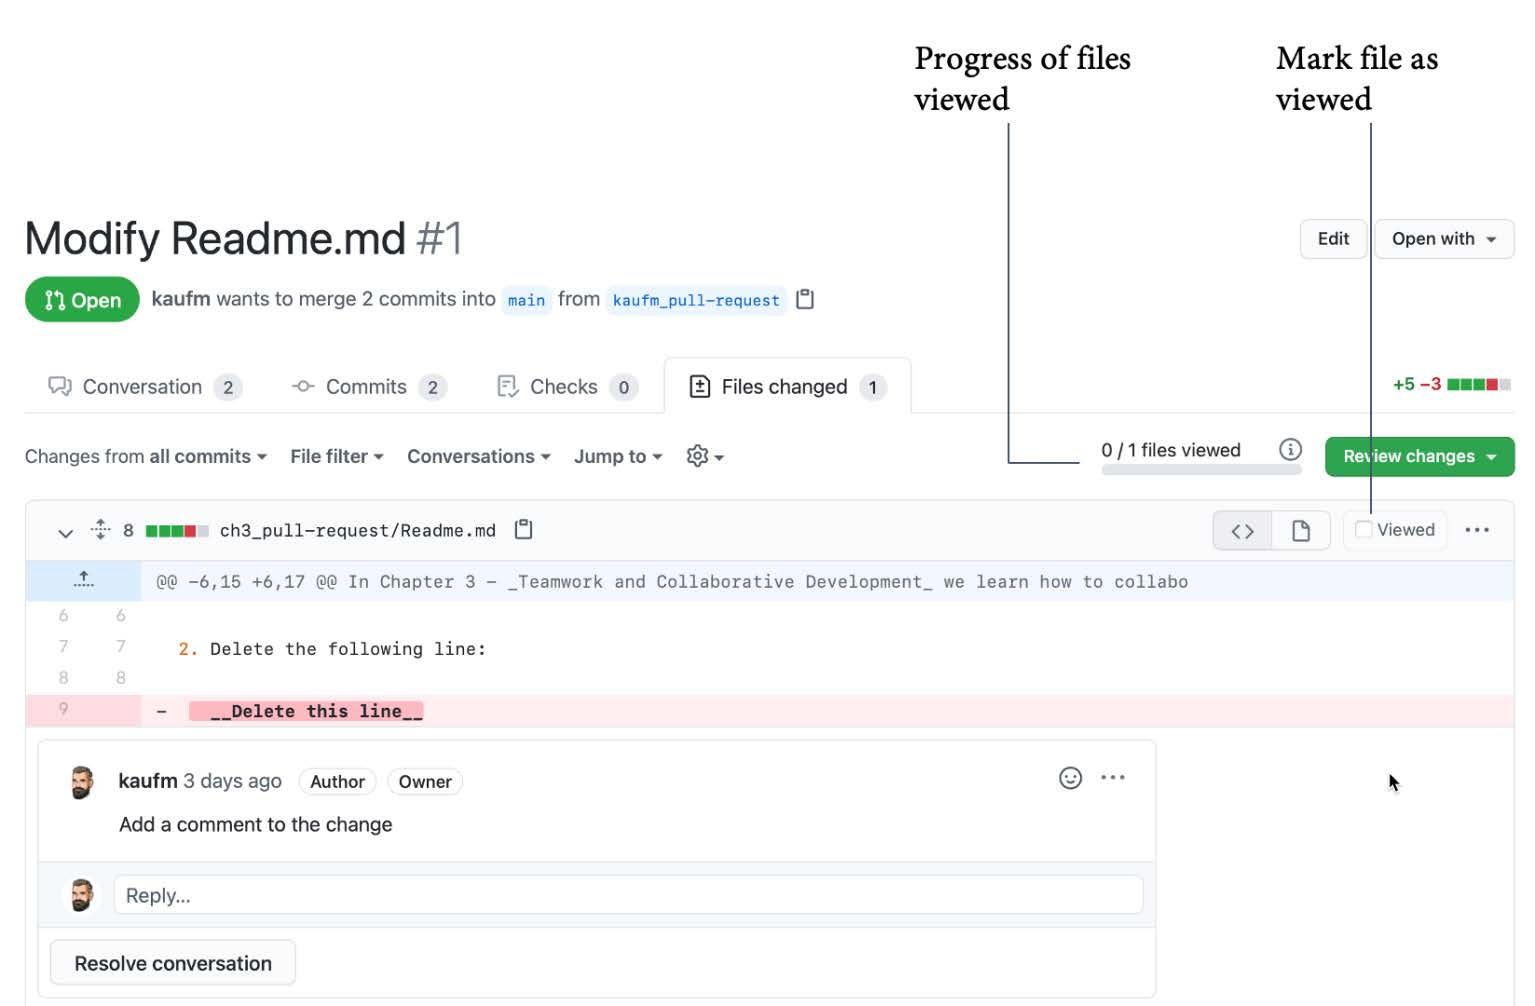 Progress of files
viewed
Mark file as
viewed
Modify Readme.md #1
Edit
Open with
Open
kaufm wants to merge 2 commits into main from kaufm_pull-request
Conversation 2
Commits 2
Checks 0
Files changed 1
+5 −3
Changes from all commits
File filter
Conversations
Jump to
0 / 1 files viewed
Review changes
8
ch3_pull-request/Readme.md
Viewed
@@ -6,15 +6,17 @@ In Chapter 3 - _Teamwork and Collaborative Development_ we learn how to collabo
6 6
7 7 2. Delete the following line:
8 8
9 - __Delete this line__
kaufm 3 days ago Author Owner
Add a comment to the change
Reply...
Resolve conversation